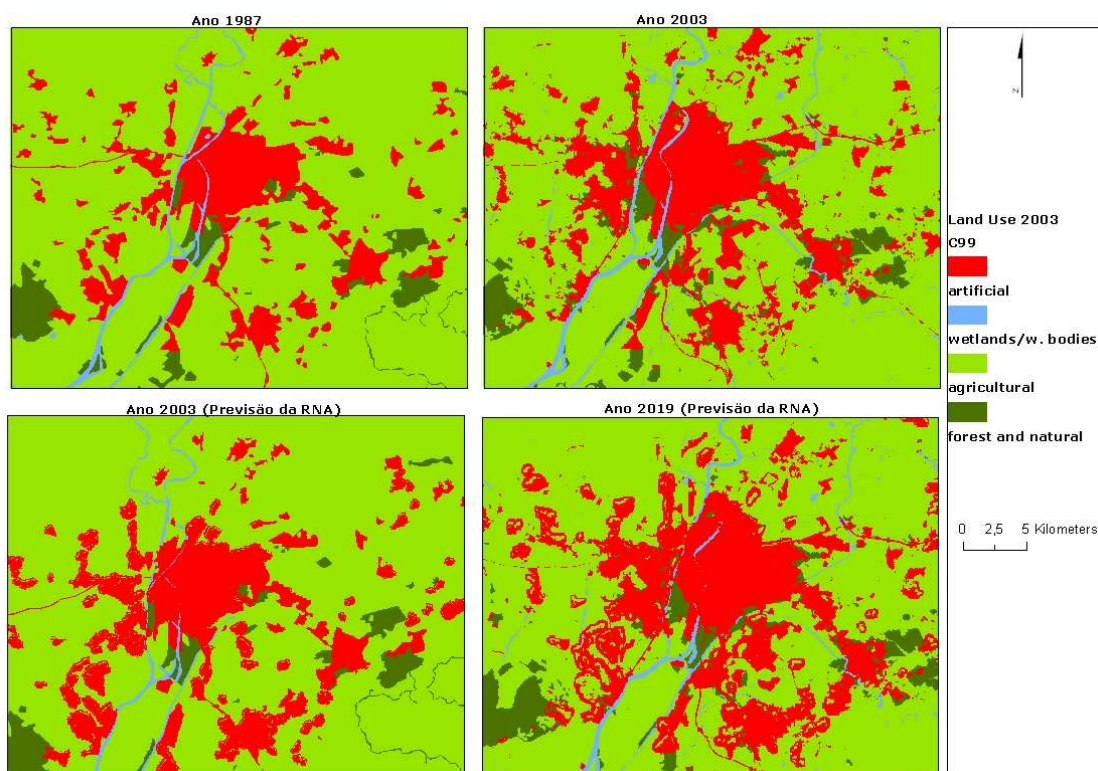 Ano 1987
Ano 2003
Ano 2003 (Previsão da RNA)
Ano 2019 (Previsão da RNA)
z
Land Use 2003
C99
artificial
wetlands/w. bodies
agricultural
forest and natural
0 2,5 5 Kilometers